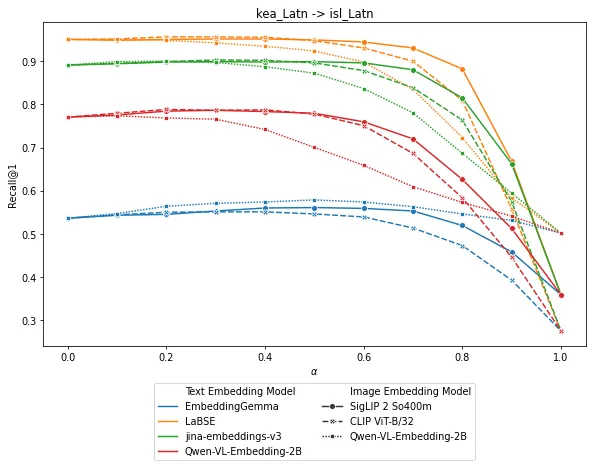 kea_Latn -> isl_Latn
Recall@1
0.9
0.8
0.7
0.6
0.5
0.4
0.3
0.0
0.2
0.4
0.6
0.8
1.0
α
Text Embedding Model
EmbeddingGemma
LaBSE
jina-embeddings-v3
Qwen-VL-Embedding-2B
Image Embedding Model
SigLIP 2 So400m
CLIP ViT-B/32
Qwen-VL-Embedding-2B